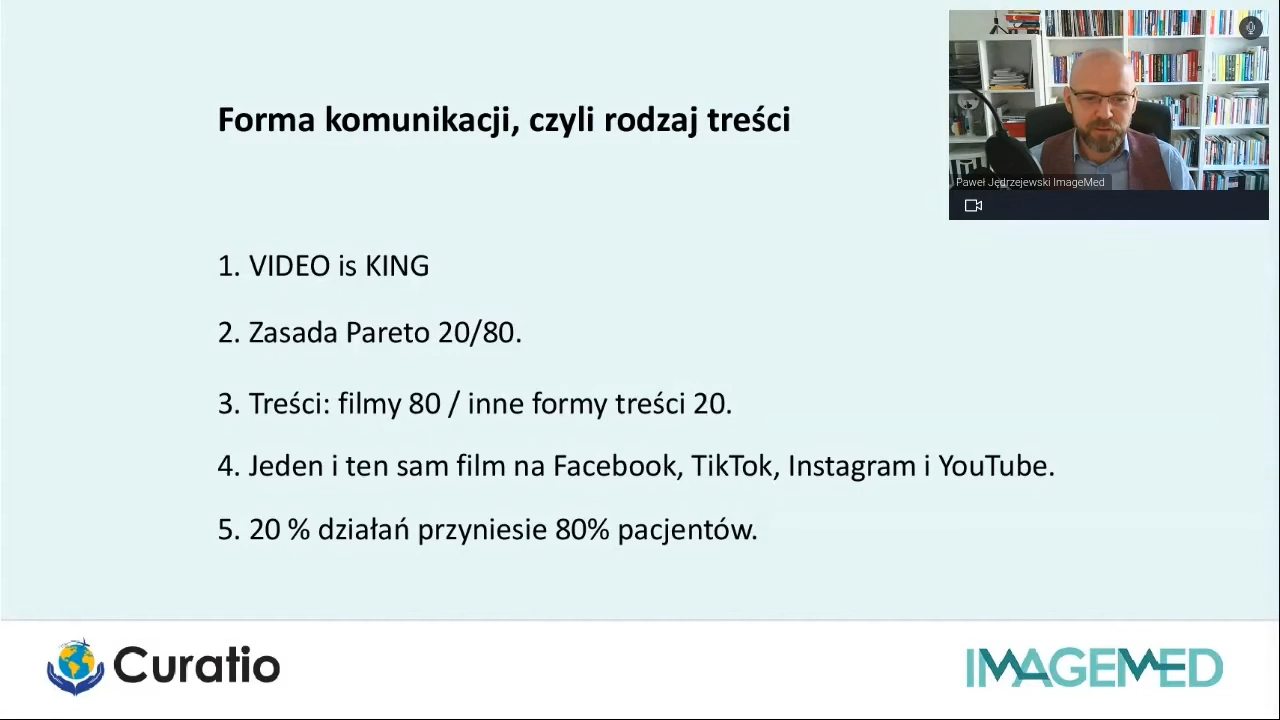 Forma komunikacji, czyli rodzaj treści
Paweł Jędrzejewski ImageMed
1. VIDEO is KING
2. Zasada Pareto 20/80.
3. Treści: filmy 80 / inne formy treści 20.
4. Jeden i ten sam film na Facebook, TikTok, Instagram i YouTube.
5. 20 % działań przyniesie 80% pacjentów.
Curatio
IMAGEMED